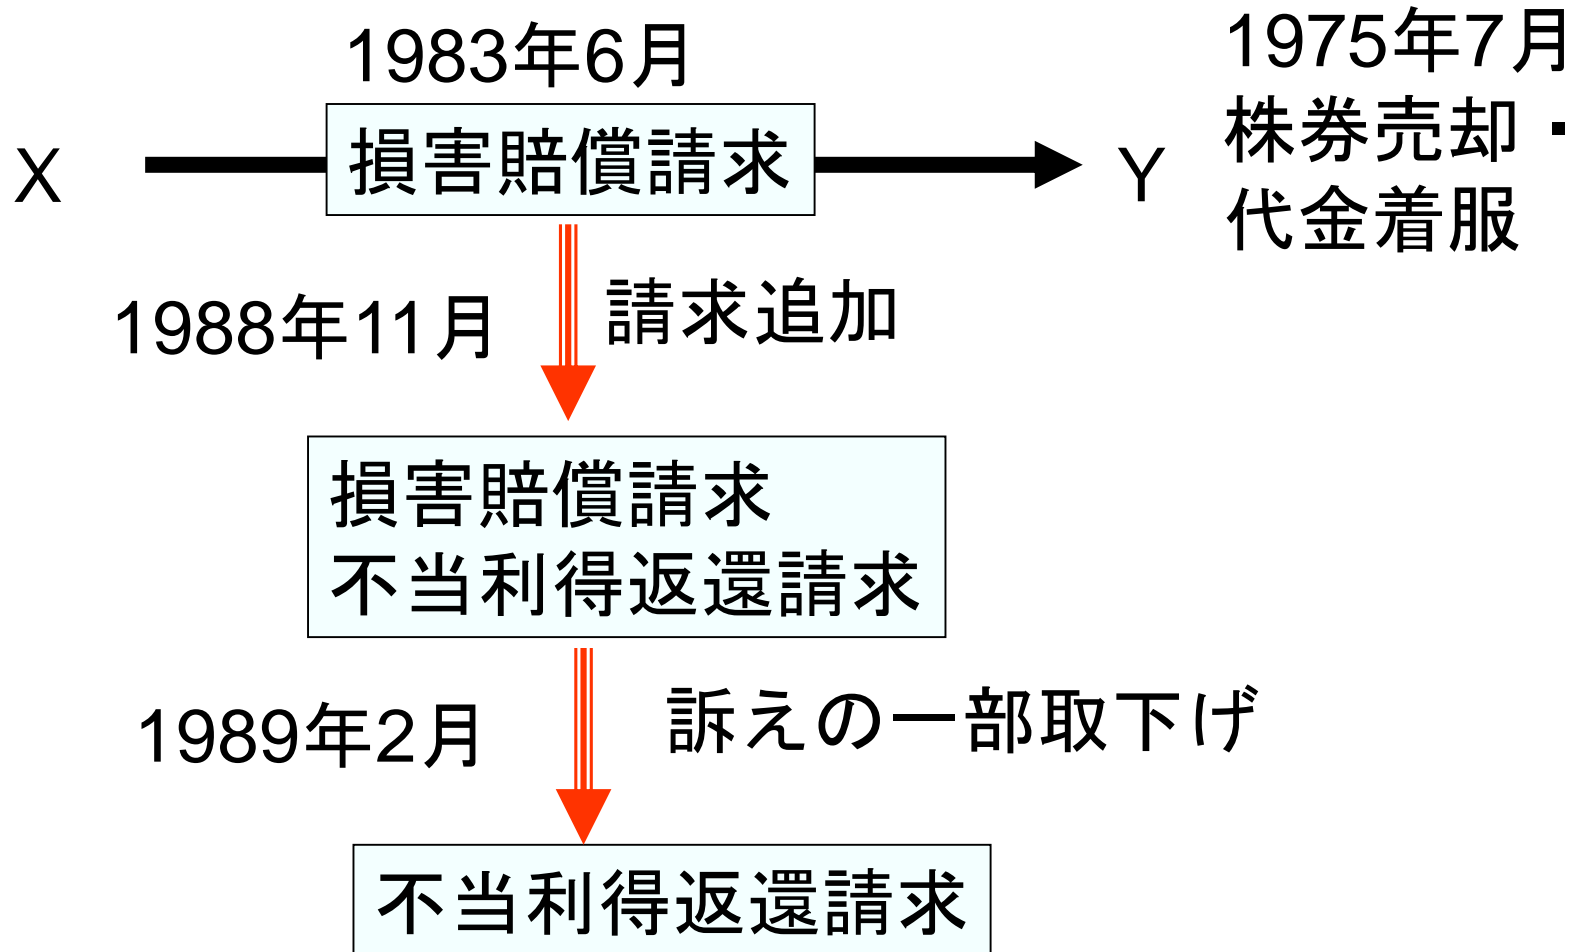 1983年6月
1975年7月
株券売却・
代金着服
X
損害賠償請求
Y
1988年11月
請求追加
損害賠償請求
不当利得返還請求
1989年2月
訴えの一部取下げ
不当利得返還請求